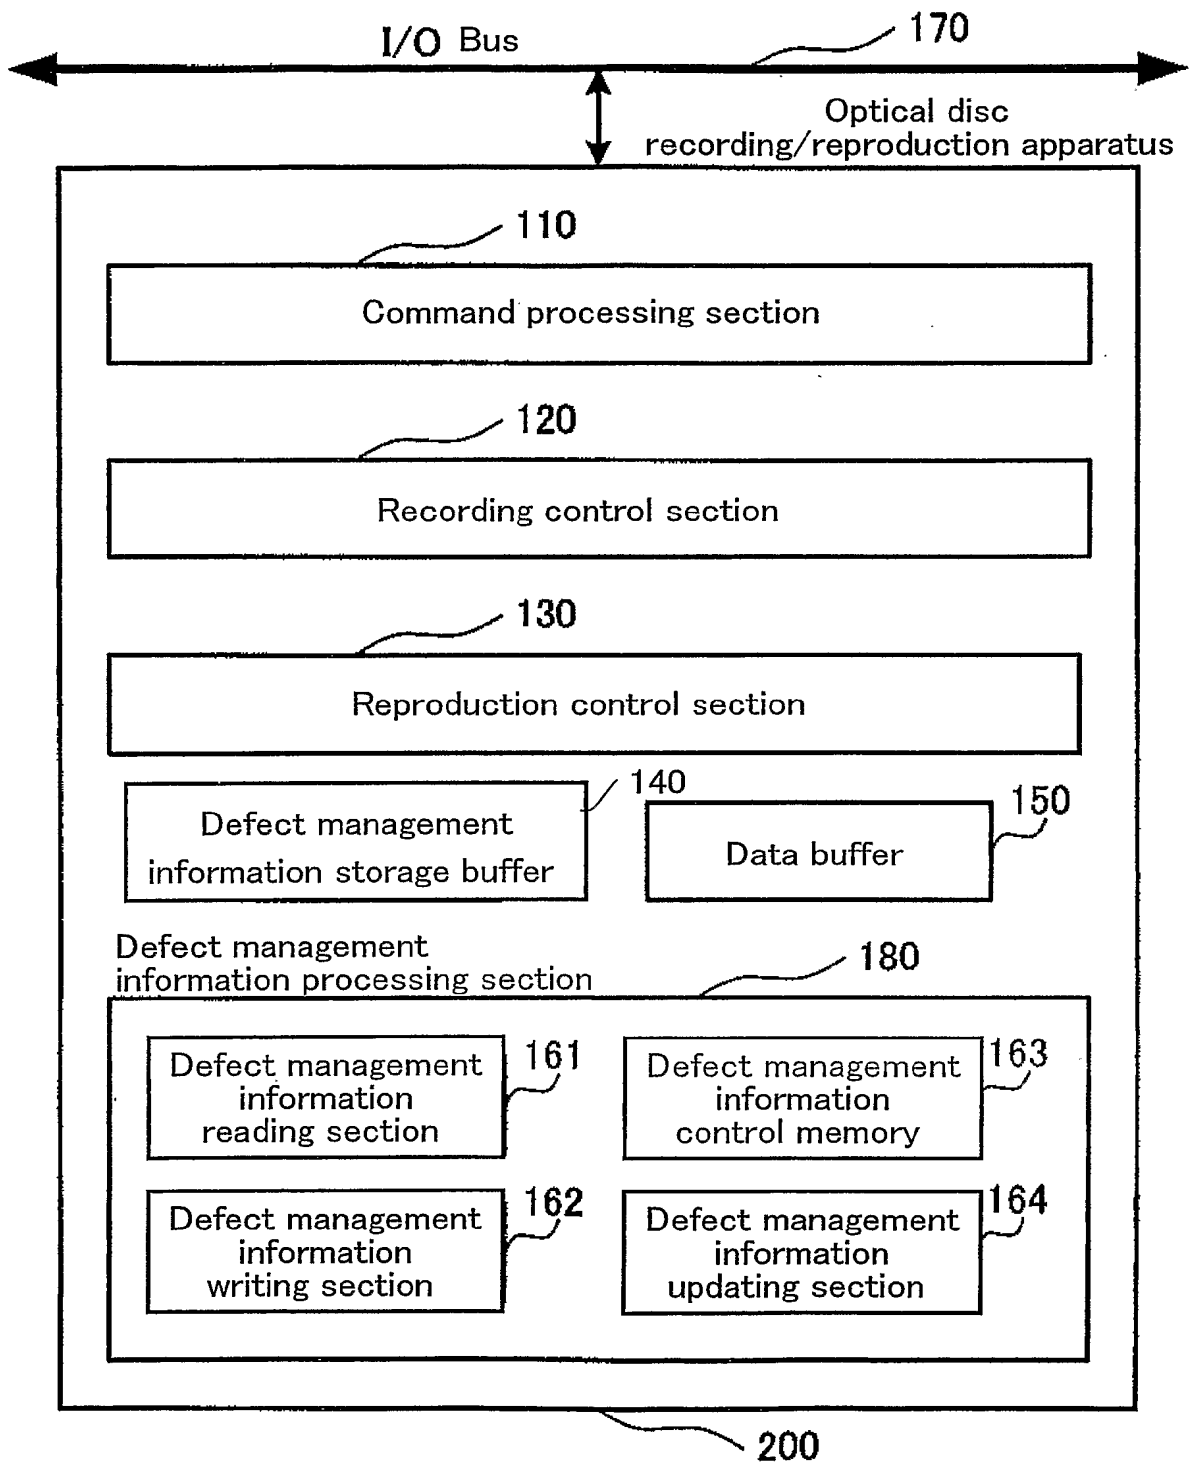 I/O Bus
170
Optical disc
recording/reproduction apparatus
110
Command processing section
120
Recording control section
130
Reproduction control section
140
Defect management
information storage buffer
150
Data buffer
Defect management
information processing section
180
Defect management
information
reading section
161
Defect management
information
control memory
163
Defect management
information
writing section
162
Defect management
information
updating section
164
200